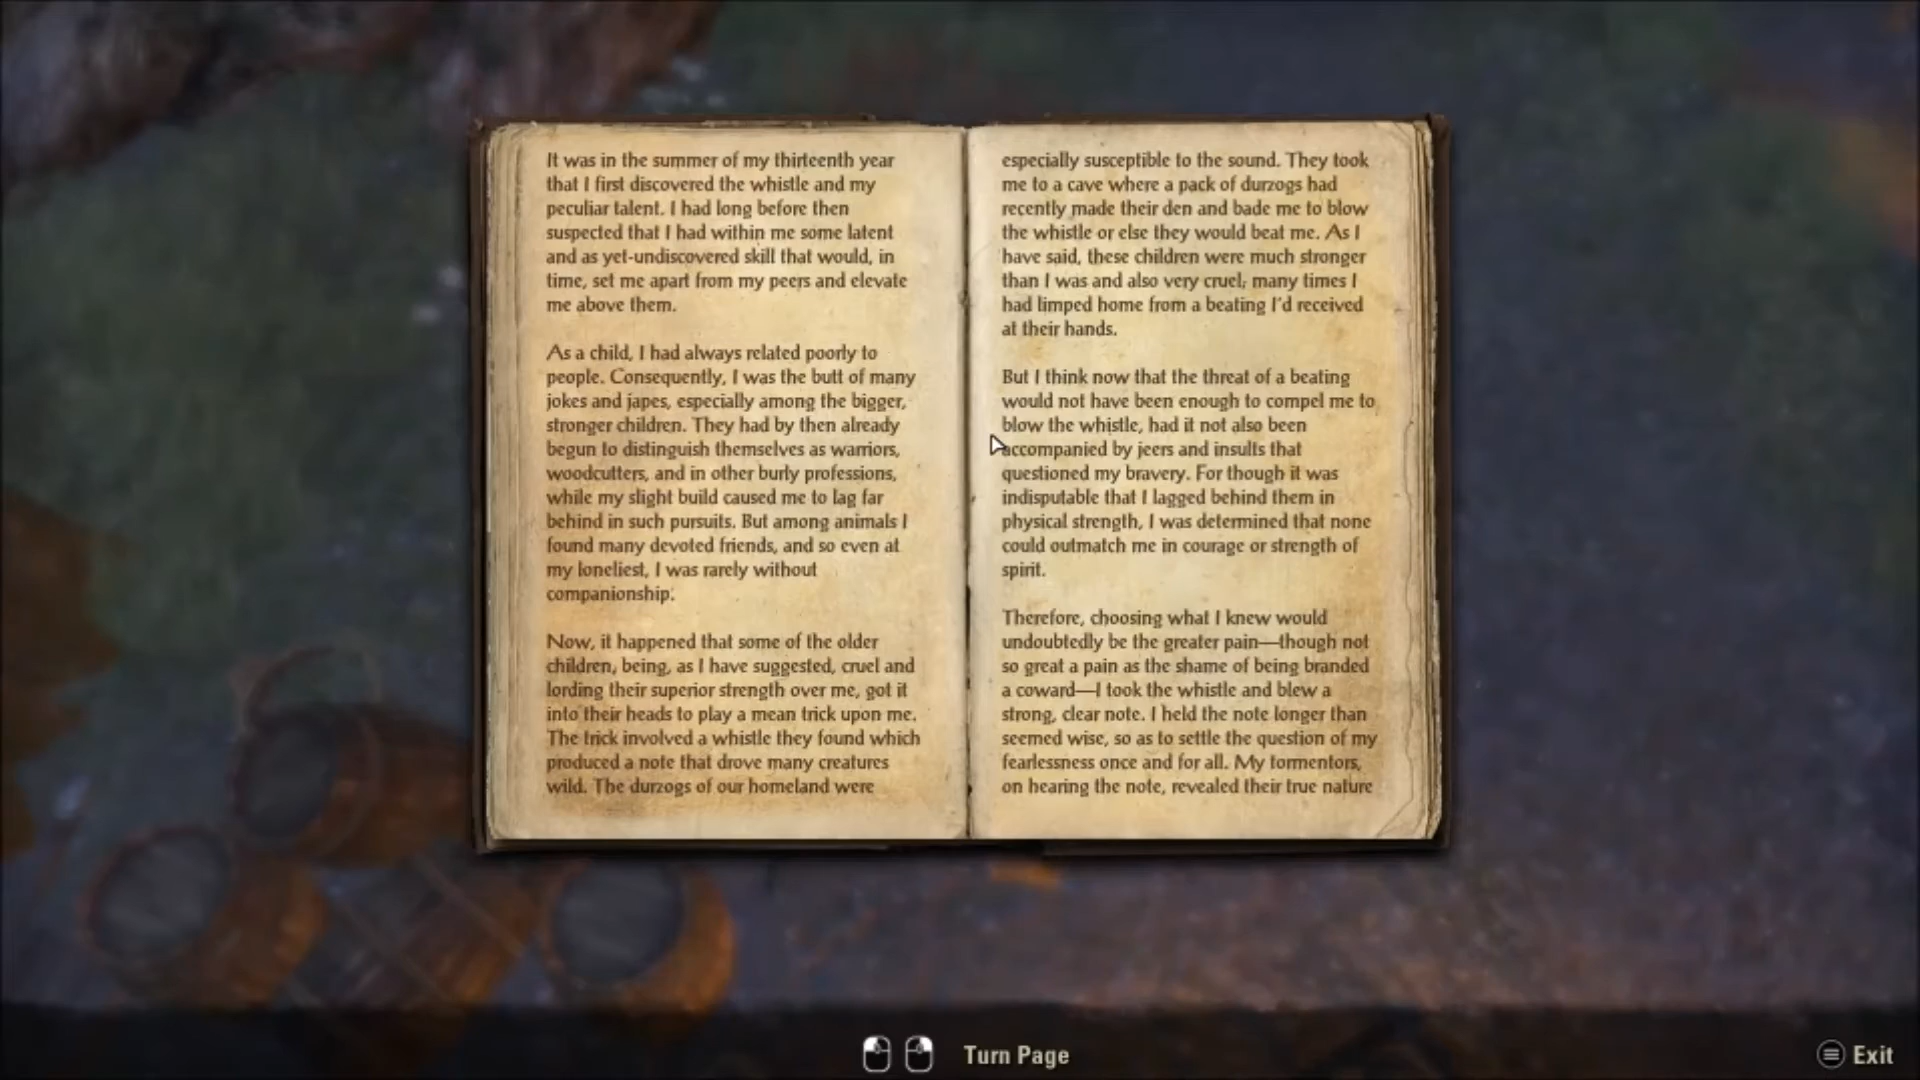 It was in the summer of my thirteenth year
that I first discovered the whistle and my
peculiar talent. I had long before then
suspected that I had within me some latent
and as yet-undiscovered skill that would, in
time, set me apart from my peers and elevate
me above them.
As a child, I had always related poorly to
people. Consequently, I was the butt of many
jokes and japes, especially among the bigger,
stronger children. They had by then already
begun to distinguish themselves as warriors,
woodcutters, and in other burly professions,
while my slight build caused me to lag far
behind in such pursuits. But among animals I
found many devoted friends, and so even at
my loneliest, I was rarely without
companionship.
Now, it happened that some of the older
children, being, as I have suggested, cruel and
lording their superior strength over me, got it
into their heads to play a mean trick upon me.
The trick involved a whistle they found which
produced a note that drove many creatures
wild. The durzogs of our homeland were
especially susceptible to the sound. They took
me to a cave where a pack of durzogs had
recently made their den and bade me to blow
the whistle or else they would beat me. As I
have said, these children were much stronger
than I was and also very cruel; many times I
had limped home from a beating I'd received
at their hands.
But I think now that the threat of a beating
would not have been enough to compel me to
blow the whistle, had it not also been
accompanied by jeers and insults that
questioned my bravery. For though it was
indisputable that I lagged behind them in
physical strength, I was determined that none
could outmatch me in courage or strength of
spirit.
Therefore, choosing what I knew would
undoubtedly be the greater pain—though not
so great a pain as the shame of being branded
a coward—I took the whistle and blew a
strong, clear note. I held the note longer than
seemed wise, so as to settle the question of my
fearlessness once and for all. My tormentors,
on hearing the note, revealed their true nature
Turn Page
Exit